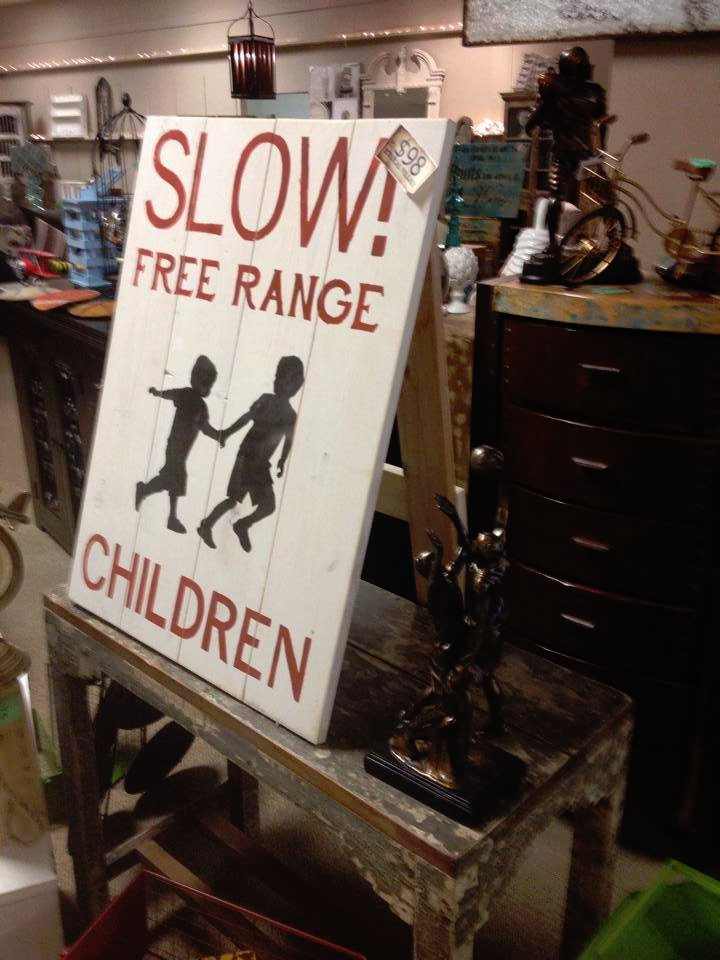 SLOW!
$98
FREE RANGE
CHILDREN